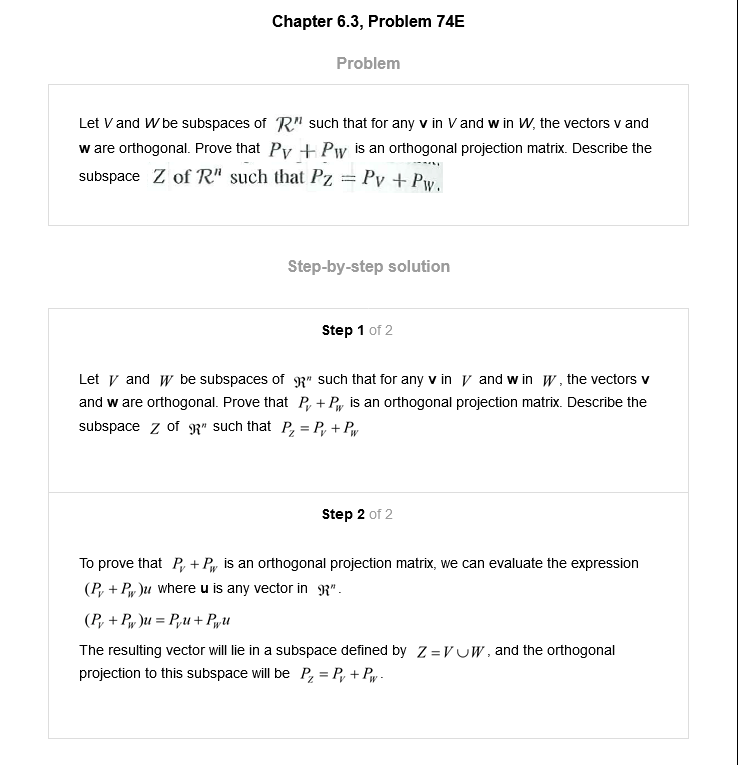 Chapter 6.3, Problem 74E
Problem
Let V and W be subspaces of ℛⁿ such that for any v in V and w in W, the vectors v and
w are orthogonal. Prove that P_V + P_W is an orthogonal projection matrix. Describe the
subspace Z of ℛⁿ such that P_Z = P_V + P_W.
Step-by-step solution
Step 1 of 2
Let V and W be subspaces of ℜⁿ such that for any v in V and w in W, the vectors v
and w are orthogonal. Prove that P_V + P_W is an orthogonal projection matrix. Describe the
subspace Z of ℜⁿ such that P_Z = P_V + P_W
Step 2 of 2
To prove that P_V + P_W is an orthogonal projection matrix, we can evaluate the expression
(P_V + P_W)u where u is any vector in ℜⁿ.
(P_V + P_W)u = P_V u + P_W u
The resulting vector will lie in a subspace defined by Z = V ∪ W, and the orthogonal
projection to this subspace will be P_Z = P_V + P_W.